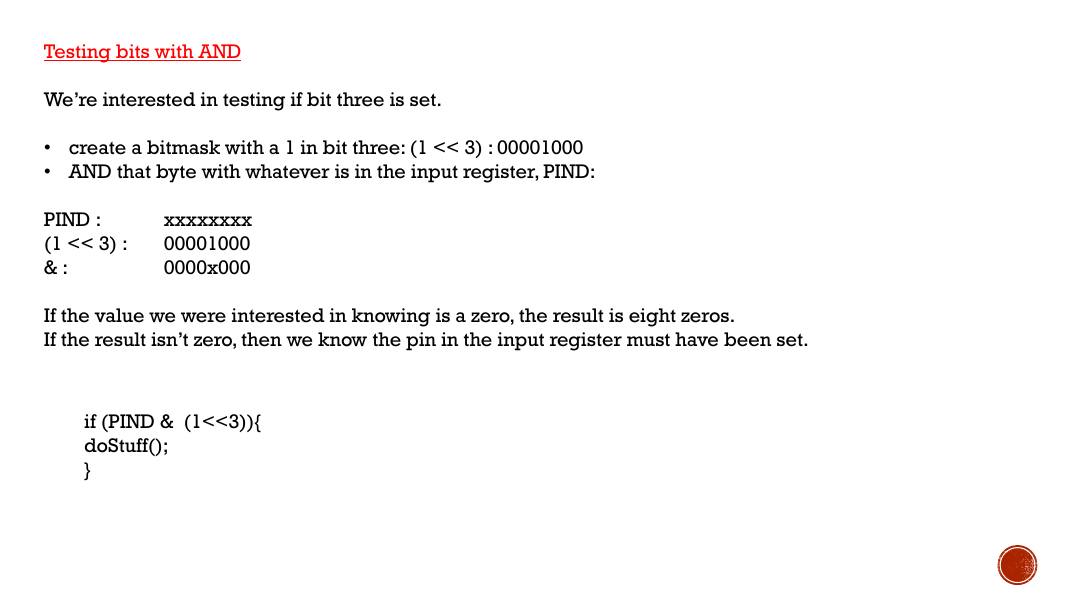 Testing bits with AND
We’re interested in testing if bit three is set.
• create a bitmask with a 1 in bit three: (1 << 3) : 00001000
• AND that byte with whatever is in the input register, PIND:
PIND : xxxxxxxx
(1 << 3) : 00001000
& : 0000x000
If the value we were interested in knowing is a zero, the result is eight zeros.
If the result isn’t zero, then we know the pin in the input register must have been set.
if (PIND & (1<<3)){
doStuff();
}